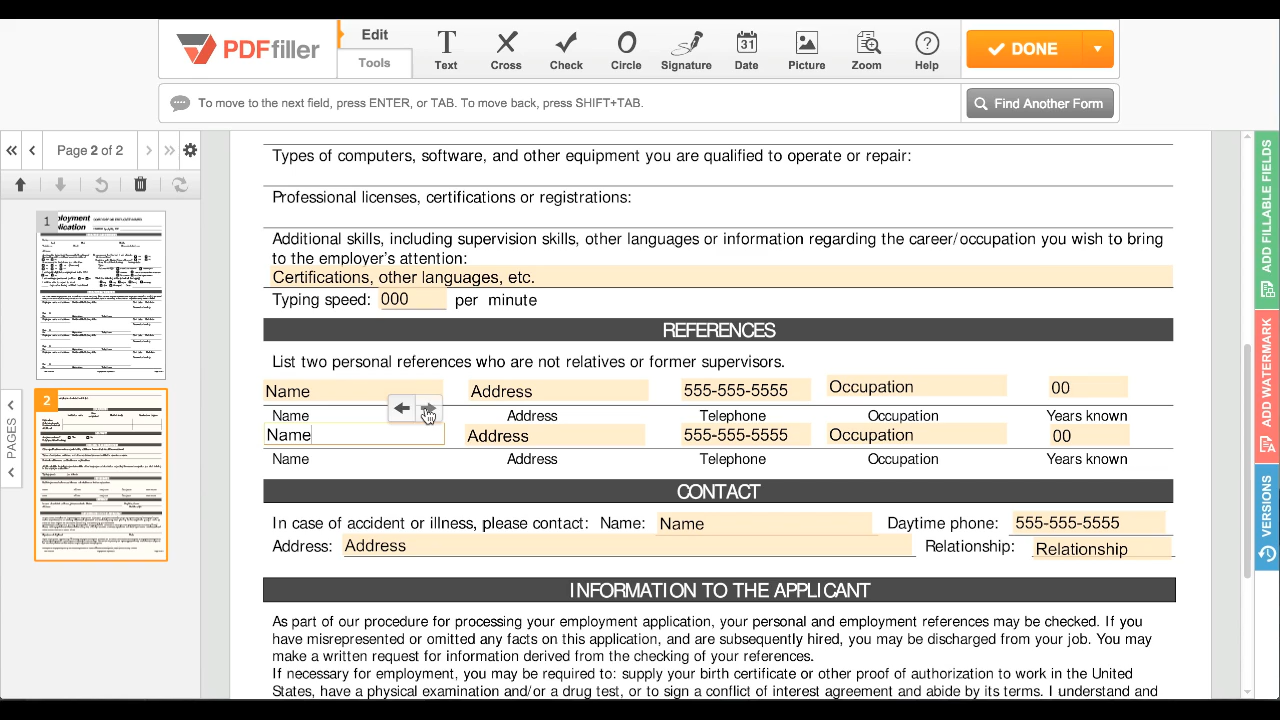 PDFfiller
Edit
Tools
Text
Cross
Check
Circle
Signature
31
Date
Picture
Zoom
?
Help
DONE
To move to the next field, press ENTER, or TAB. To move back, press SHIFT+TAB.
Find Another Form
Page 2 of 2
1
2
PAGES
Types of computers, software, and other equipment you are qualified to operate or repair:
Professional licenses, certifications or registrations:
Additional skills, including supervision skills, other languages or information regarding the career/occupation you wish to bring
to the employer's attention:
Certifications, other languages, etc.
Typing speed: 000 per minute
REFERENCES
List two personal references who are not relatives or former supervisors.
Name Address 555-555-5555 Occupation 00
Name Address Telephone Occupation Years known
Name Address 555-555-5555 Occupation 00
Name Address Telephone Occupation Years known
CONTACT
In case of accident or illness, please contact: Name: Name Daytime phone: 555-555-5555
Address: Address Relationship: Relationship
INFORMATION TO THE APPLICANT
As part of our procedure for processing your employment application, your personal and employment references may be checked. If you
have misrepresented or omitted any facts on this application, and are subsequently hired, you may be discharged from your job. You may
make a written request for information derived from the checking of your references.
If necessary for employment, you may be required to: supply your birth certificate or other proof of authorization to work in the United
States, have a physical examination and/or a drug test, or to sign a conflict of interest agreement and abide by its terms. I understand and
ADD FILLABLE FIELDS
ADD WATERMARK
VERSIONS